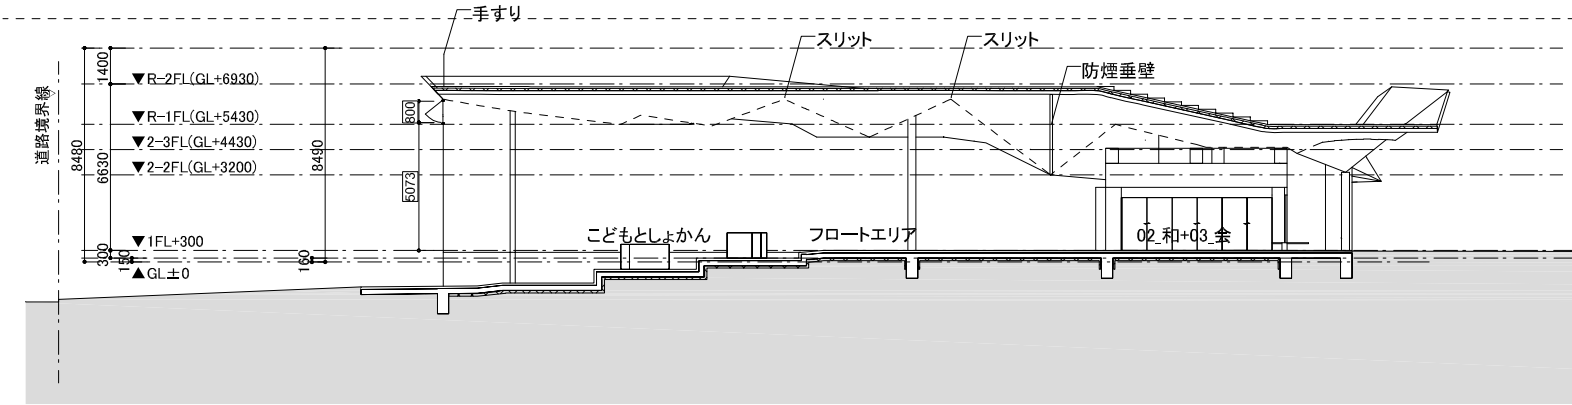 手すり
スリット
スリット
防煙垂壁
▼R-2FL(GL+6930)
▼R-1FL(GL+5430)
▼2-3FL(GL+4430)
▼2-2FL(GL+3200)
▼1FL+300
▲GL±0
道路境界線
1400
8480
6630
300
150
8490
160
800
5073
こどもとしょかん
フロートエリア
02_和+03_会